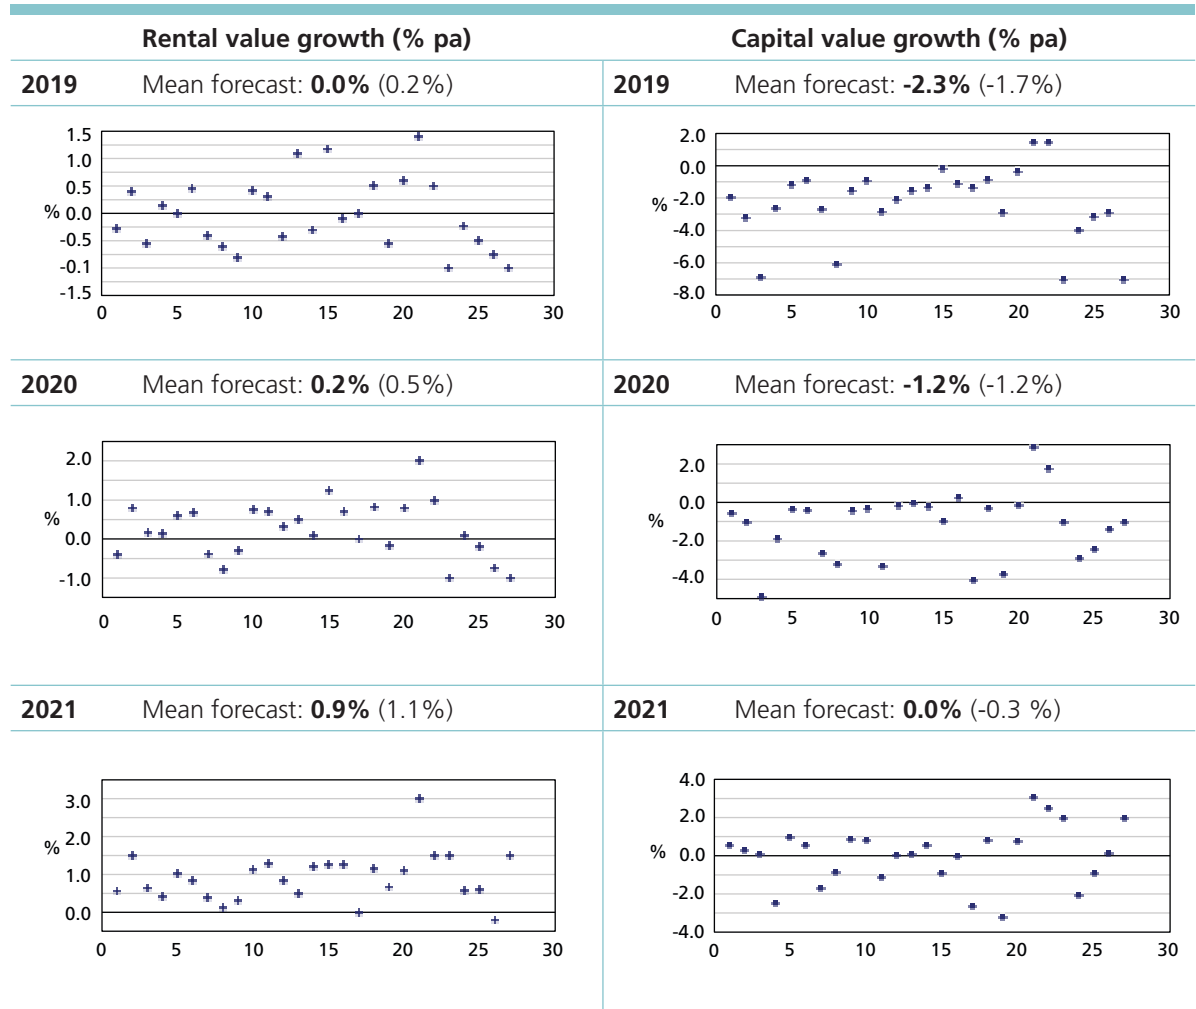 Rental value growth (% pa)
Capital value growth (% pa)
2019 Mean forecast: 0.0% (0.2%)
2019 Mean forecast: -2.3% (-1.7%)
1.5
1.0
0.5
% 0.0
-0.5
-0.1
-1.5
0 5 10 15 20 25 30
2.0
0.0
% -2.0
-4.0
-6.0
-8.0
0 5 10 15 20 25 30
2020 Mean forecast: 0.2% (0.5%)
2020 Mean forecast: -1.2% (-1.2%)
2.0
1.0
%
0.0
-1.0
0 5 10 15 20 25 30
2.0
0.0
%
-2.0
-4.0
0 5 10 15 20 25 30
2021 Mean forecast: 0.9% (1.1%)
2021 Mean forecast: 0.0% (-0.3 %)
3.0
2.0
%
1.0
0.0
0 5 10 15 20 25 30
4.0
2.0
% 0.0
-2.0
-4.0
0 5 10 15 20 25 30